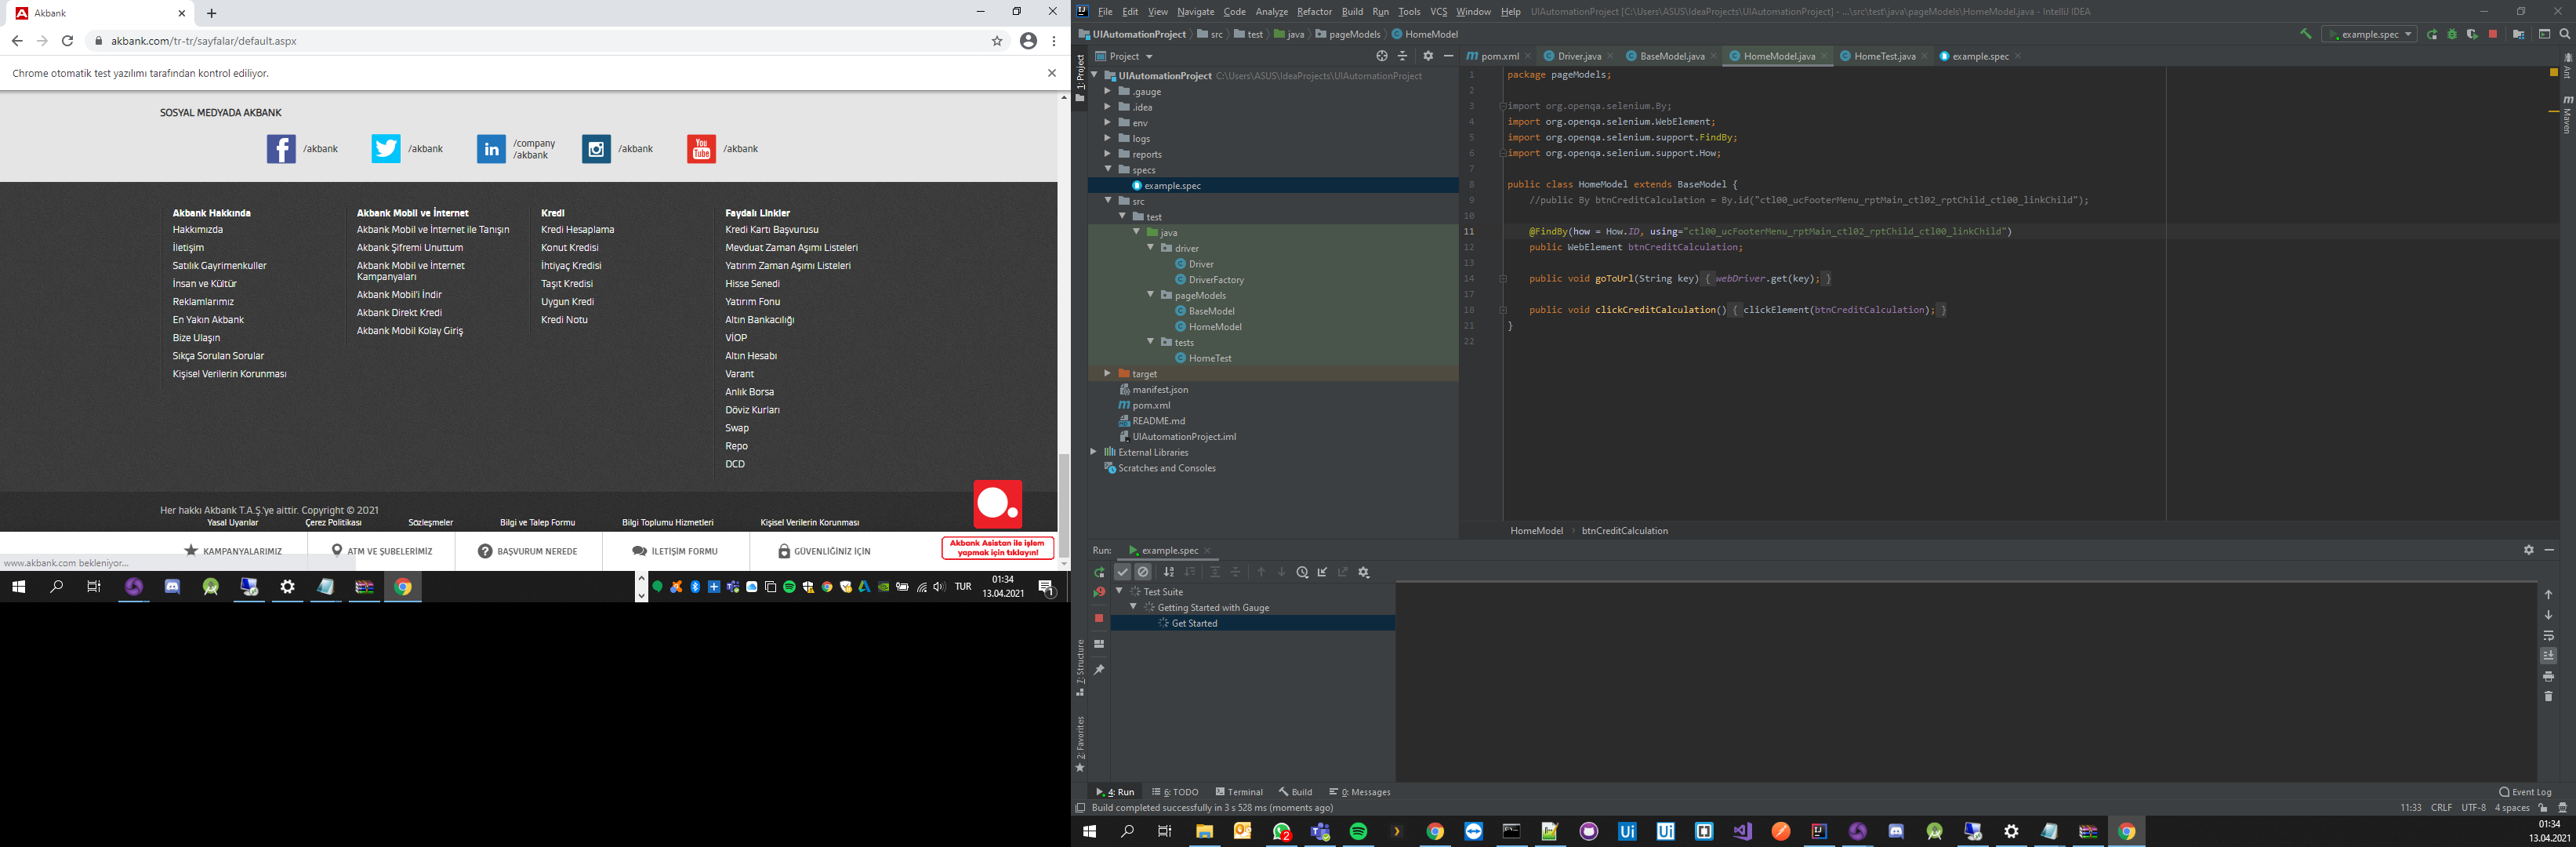 Akbank
akbank.com/tr-tr/sayfalar/default.aspx
Chrome otomatik test yazılımı tarafından kontrol ediliyor.
SOSYAL MEDYADA AKBANK
/akbank
/akbank
/company
/akbank
/akbank
You
Tube
/akbank
Akbank Hakkında
Hakkımızda
İletişim
Satılık Gayrimenkuller
İnsan ve Kültür
Reklamlarımız
En Yakın Akbank
Bize Ulaşın
Sıkça Sorulan Sorular
Kişisel Verilerin Korunması
Akbank Mobil ve İnternet
Akbank Mobil ve İnternet ile Tanışın
Akbank Şifremi Unuttum
Akbank Mobil ve İnternet
Kampanyaları
Akbank Mobil'i İndir
Akbank Direkt Kredi
Akbank Mobil Kolay Giriş
Kredi
Kredi Hesaplama
Konut Kredisi
İhtiyaç Kredisi
Taşıt Kredisi
Uygun Kredi
Kredi Notu
Faydalı Linkler
Kredi Kartı Başvurusu
Mevduat Zaman Aşımı Listeleri
Yatırım Zaman Aşımı Listeleri
Hisse Senedi
Yatırım Fonu
Altın Bankacılığı
VİOP
Altın Hesabı
Varant
Anlık Borsa
Döviz Kurları
Swap
Repo
DCD
Her hakkı Akbank T.A.Ş.'ye aittir. Copyright © 2021
Yasal Uyarılar Çerez Politikası Sözleşmeler Bilgi ve Talep Formu Bilgi Toplumu Hizmetleri Kişisel Verilerin Korunması
KAMPANYALARIMIZ ATM VE ŞUBELERİMİZ BAŞVURUM NEREDE İLETİŞİM FORMU GÜVENLİĞİNİZ İÇİN
Akbank Asistan ile işlem
yapmak için tıklayın!
www.akbank.com bekleniyor...
TUR
01:34
13.04.2021
1
File Edit View Navigate Code Analyze Refactor Build Run Tools VCS Window Help UIAutomationProject [C:\Users\ASUS\IdeaProjects\UIAutomationProject] - ...\src\test\java\pageModels\HomeModel.java - IntelliJ IDEA
UIAutomationProject src test java pageModels HomeModel
example.spec
Project
pom.xml Driver.java BaseModel.java HomeModel.java HomeTest.java example.spec
1: Project
7: Structure
2: Favorites
Ant
Maven
UIAutomationProject C:\Users\ASUS\IdeaProjects\UIAutomationProject
.gauge
.idea
env
logs
reports
specs
example.spec
src
test
java
driver
Driver
DriverFactory
pageModels
BaseModel
HomeModel
tests
HomeTest
target
manifest.json
pom.xml
README.md
UIAutomationProject.iml
External Libraries
Scratches and Consoles
1 package pageModels;
2
3 import org.openqa.selenium.By;
4 import org.openqa.selenium.WebElement;
5 import org.openqa.selenium.support.FindBy;
6 import org.openqa.selenium.support.How;
7
8 public class HomeModel extends BaseModel {
9 //public By btnCreditCalculation = By.id("ctl00_ucFooterMenu_rptMain_ctl02_rptChild_ctl00_linkChild");
10
11 @FindBy(how = How.ID, using="ctl00_ucFooterMenu_rptMain_ctl02_rptChild_ctl00_linkChild")
12 public WebElement btnCreditCalculation;
13
14 public void goToUrl(String key) { webDriver.get(key); }
17
18 public void clickCreditCalculation() { clickElement(btnCreditCalculation); }
21 }
22
HomeModel btnCreditCalculation
Run: example.spec
Test Suite
Getting Started with Gauge
Get Started
4: Run 6: TODO Terminal Build 0: Messages
Event Log
Build completed successfully in 3 s 528 ms (moments ago)
11:33 CRLF UTF-8 4 spaces
2
01:34
13.04.2021